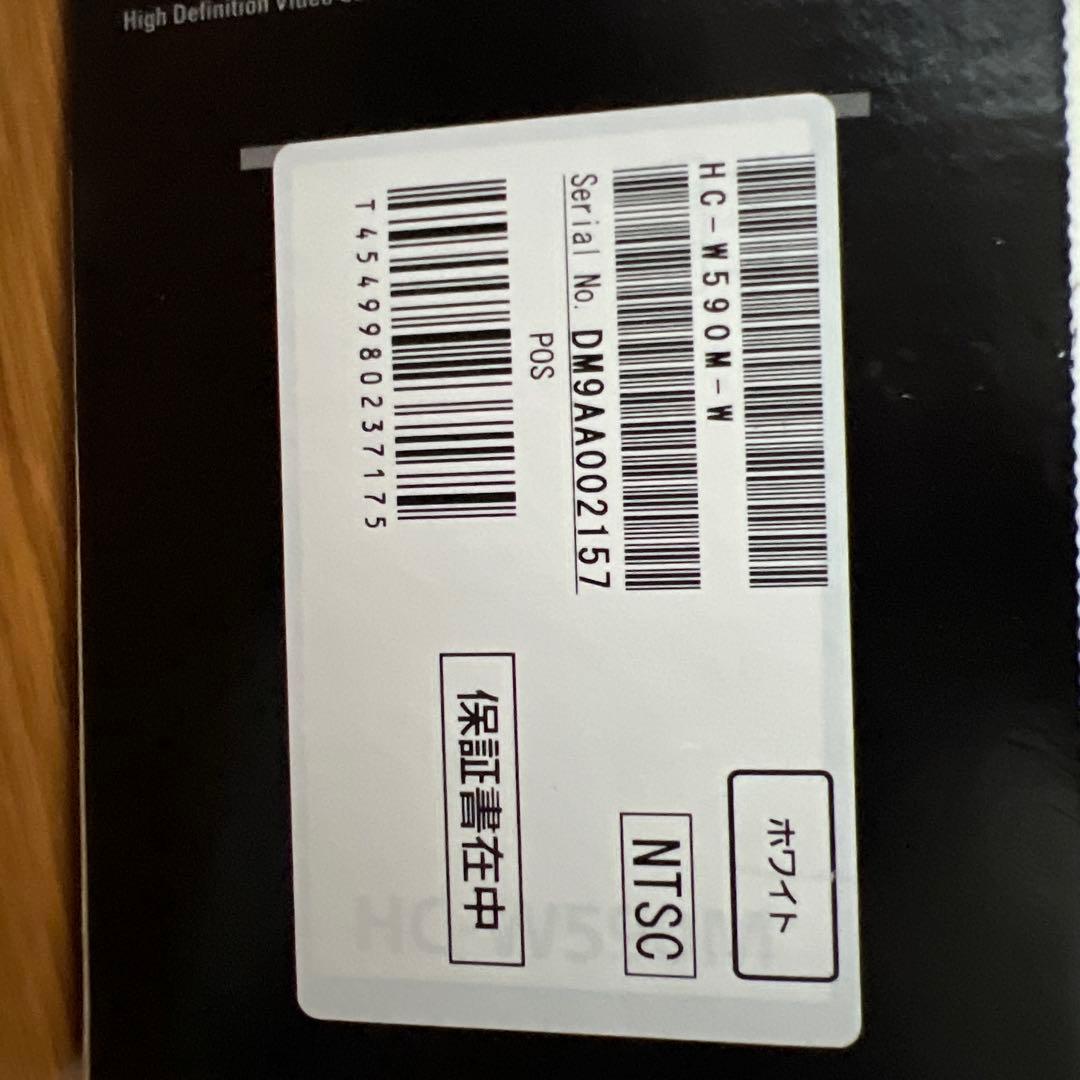 High Definition Video
HC-W590M-W
Serial No. DM9AA002157
POS
T4549980237175
ホワイト
NTSC
保証書在中
HC-W590M